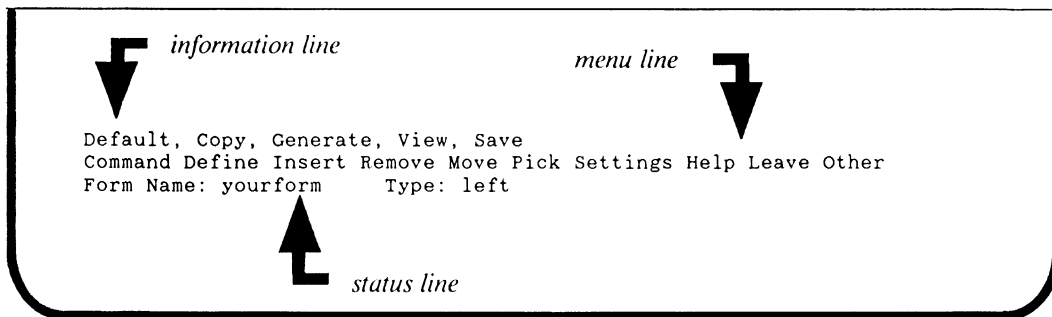 information line
menu line
Default, Copy, Generate, View, Save
Command Define Insert Remove Move Pick Settings Help Leave Other
Form Name: yourform    Type: left
status line